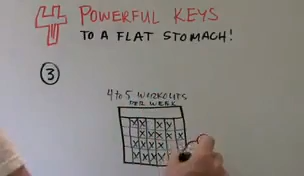 4 POWERFUL KEYS
TO A FLAT STOMACH!
3
4 to 5 WORKOUTS
PER WEEK
X X X X
X X X X X
X X X X
X X X X